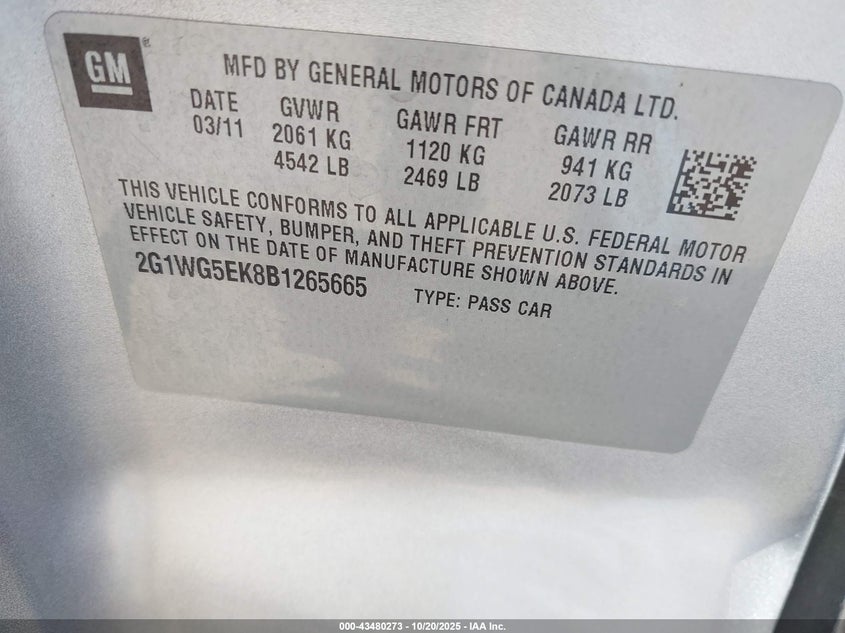 GM
MFD BY GENERAL MOTORS OF CANADA LTD.
DATE GVWR GAWR FRT GAWR RR
03/11 2061 KG 1120 KG 941 KG
4542 LB 2469 LB 2073 LB
THIS VEHICLE CONFORMS TO ALL APPLICABLE U.S. FEDERAL MOTOR
VEHICLE SAFETY, BUMPER, AND THEFT PREVENTION STANDARDS IN
EFFECT ON THE DATE OF MANUFACTURE SHOWN ABOVE.
2G1WG5EK8B1265665 TYPE: PASS CAR
000-43480273 - 10/20/2025 - IAA Inc.